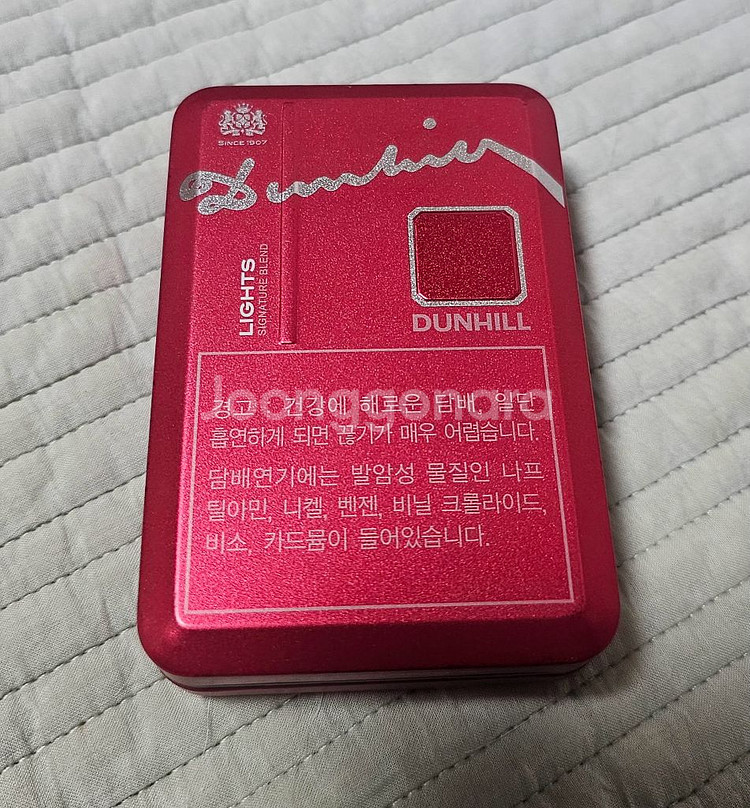 SINCE 1907
Dunhill
LIGHTS
SIGNATURE BLEND
DUNHILL
Joonggonara
경고 : 건강에 해로운 담배, 일단
흡연하게 되면 끊기가 매우 어렵습니다.
담배연기에는 발암성 물질인 나프
틸아민, 니켈, 벤젠, 비닐 크롤라이드,
비소, 카드뮴이 들어있습니다.